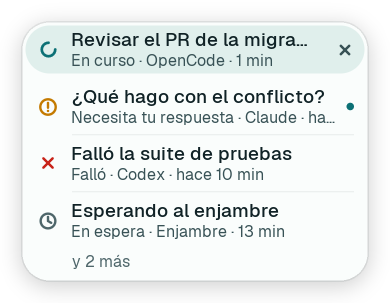 Revisar el PR de la migra…
En curso · OpenCode · 1 min
¿Qué hago con el conflicto?
Necesita tu respuesta · Claude · ha…
Falló la suite de pruebas
Falló · Codex · hace 10 min
Esperando al enjambre
En espera · Enjambre · 13 min
y 2 más